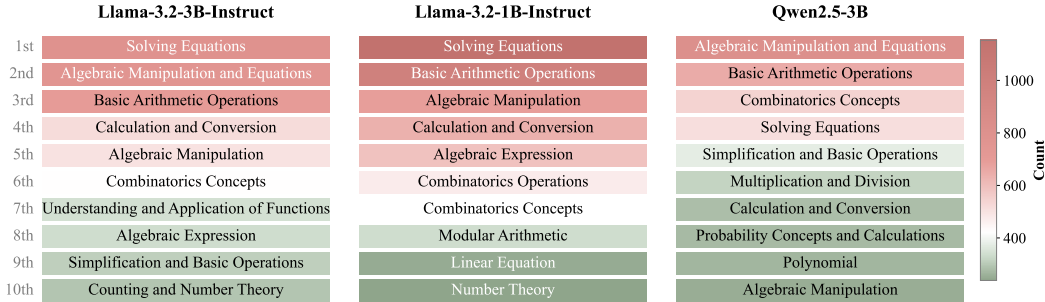 Llama-3.2-3B-Instruct Llama-3.2-1B-Instruct Qwen2.5-3B
1st Solving Equations Solving Equations Algebraic Manipulation and Equations
2nd Algebraic Manipulation and Equations Basic Arithmetic Operations Basic Arithmetic Operations
3rd Basic Arithmetic Operations Algebraic Manipulation Combinatorics Concepts
4th Calculation and Conversion Calculation and Conversion Solving Equations
5th Algebraic Manipulation Algebraic Expression Simplification and Basic Operations
6th Combinatorics Concepts Combinatorics Operations Multiplication and Division
7th Understanding and Application of Functions Combinatorics Concepts Calculation and Conversion
8th Algebraic Expression Modular Arithmetic Probability Concepts and Calculations
9th Simplification and Basic Operations Linear Equation Polynomial
10th Counting and Number Theory Number Theory Algebraic Manipulation
1000
800
600
400
Count